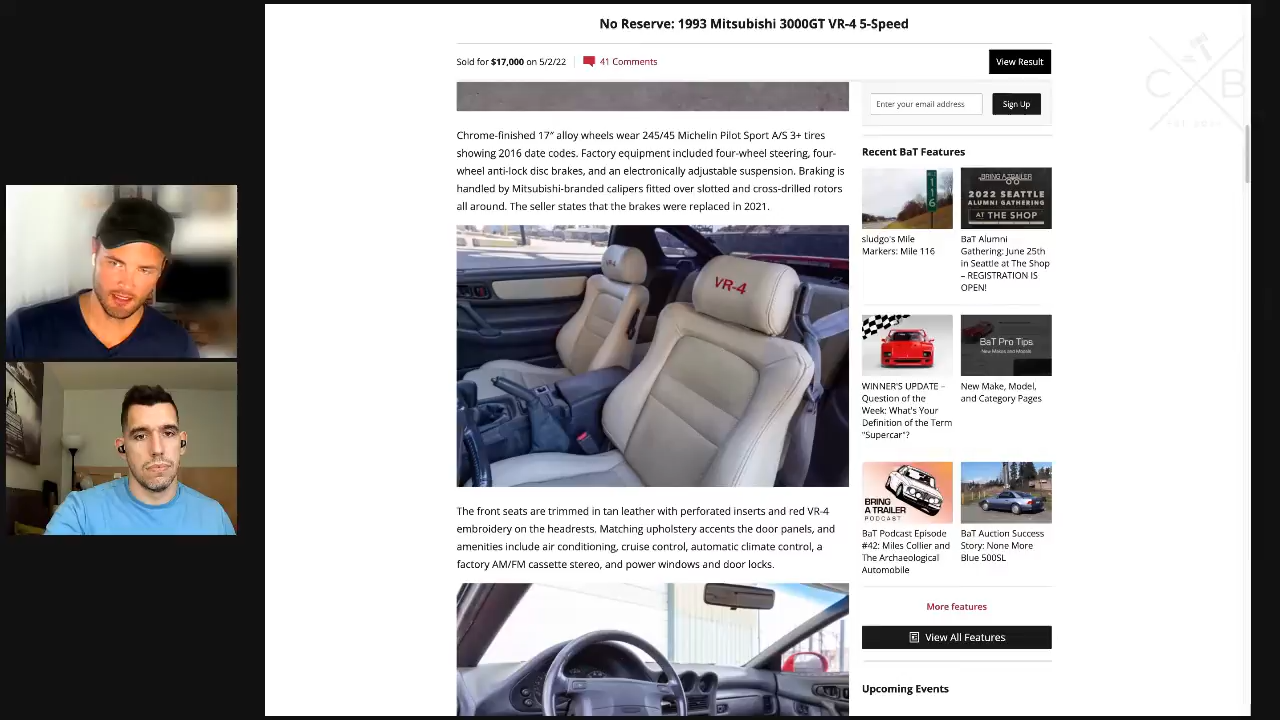 No Reserve: 1993 Mitsubishi 3000GT VR-4 5-Speed
Sold for $17,000 on 5/2/22
41 Comments
View Result
Enter your email address
Sign Up
Chrome-finished 17″ alloy wheels wear 245/45 Michelin Pilot Sport A/S 3+ tires
showing 2016 date codes. Factory equipment included four-wheel steering, four-
wheel anti-lock disc brakes, and an electronically adjustable suspension. Braking is
handled by Mitsubishi-branded calipers fitted over slotted and cross-drilled rotors
all around. The seller states that the brakes were replaced in 2021.
VR-4
VR-4
The front seats are trimmed in tan leather with perforated inserts and red VR-4
embroidery on the headrests. Matching upholstery accents the door panels, and
amenities include air conditioning, cruise control, automatic climate control, a
factory AM/FM cassette stereo, and power windows and door locks.
Recent BaT Features
116
sludgo's Mile
Markers: Mile 116
BRING A TRAILER
2022 SEATTLE
ALUMNI GATHERING
AT THE SHOP
BaT Alumni
Gathering: June 25th
in Seattle at The Shop
– REGISTRATION IS
OPEN!
WINNER'S UPDATE –
Question of the
Week: What's Your
Definition of the Term
"Supercar"?
BaT Pro Tips
New Makes and Models
New Make, Model,
and Category Pages
BRING
A TRAILER
PODCAST
BaT Podcast Episode
#42: Miles Collier and
The Archaeological
Automobile
BaT Auction Success
Story: None More
Blue 500SL
More features
View All Features
Upcoming Events
C B